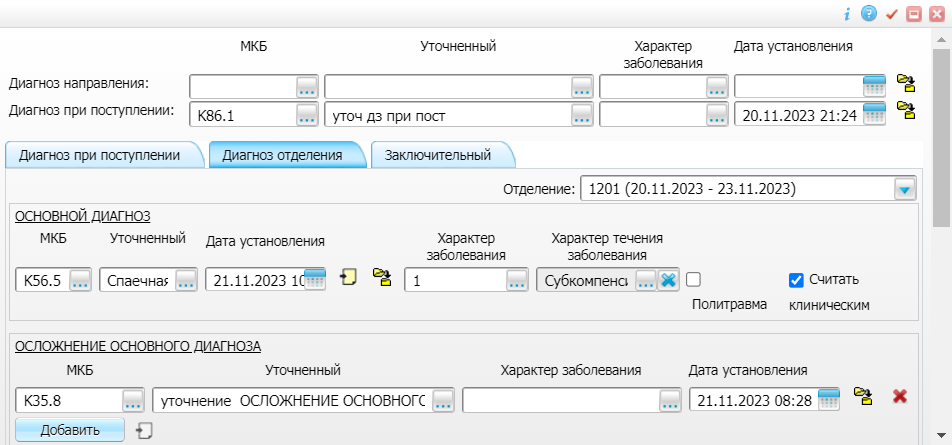 МКБ Уточненный Характер заболевания Дата установления
Диагноз направления:
Диагноз при поступлении: K86.1 уточ дз при пост 20.11.2023 21:24
Диагноз при поступлении Диагноз отделения Заключительный
Отделение: 1201 (20.11.2023 - 23.11.2023)
ОСНОВНОЙ ДИАГНОЗ
МКБ Уточненный Дата установления Характер заболевания Характер течения заболевания
K56.5 Спаечная 21.11.2023 10 1 Субкомпенси Политравма Считать клиническим
ОСЛОЖНЕНИЕ ОСНОВНОГО ДИАГНОЗА
МКБ Уточненный Характер заболевания Дата установления
K35.8 уточнение ОСЛОЖНЕНИЕ ОСНОВНОГ 21.11.2023 08:28
Добавить